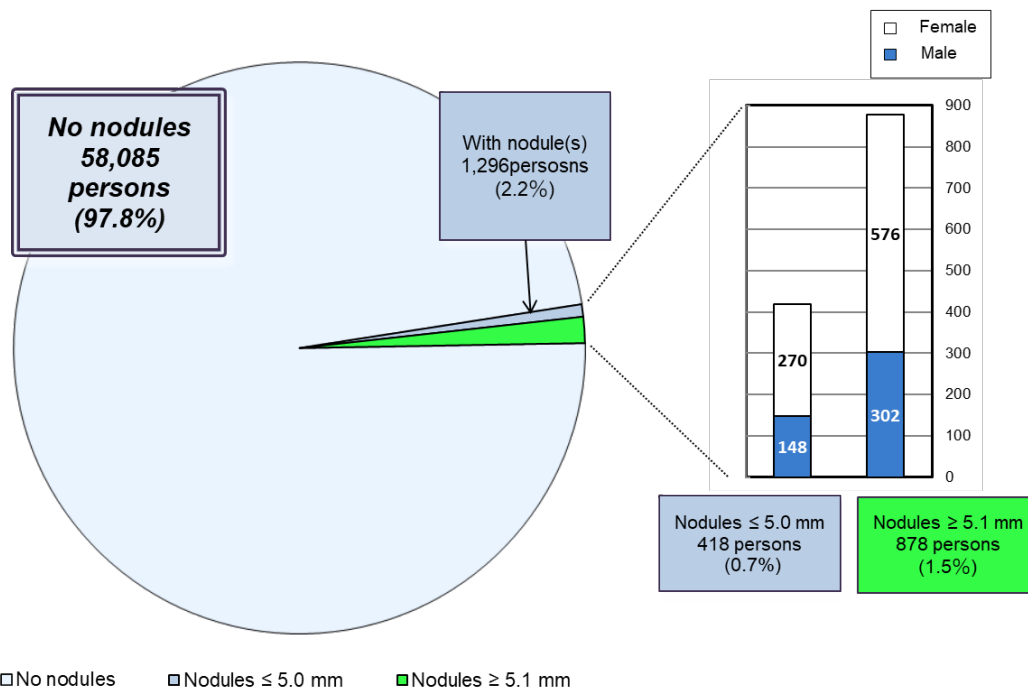 Female
Male
No nodules
58,085
persons
(97.8%)
With nodule(s)
1,296persosns
(2.2%)
900
800
700
600
500
400
300
200
100
0
576
270
302
148
Nodules ≤ 5.0 mm
418 persons
(0.7%)
Nodules ≥ 5.1 mm
878 persons
(1.5%)
No nodules
Nodules ≤ 5.0 mm
Nodules ≥ 5.1 mm